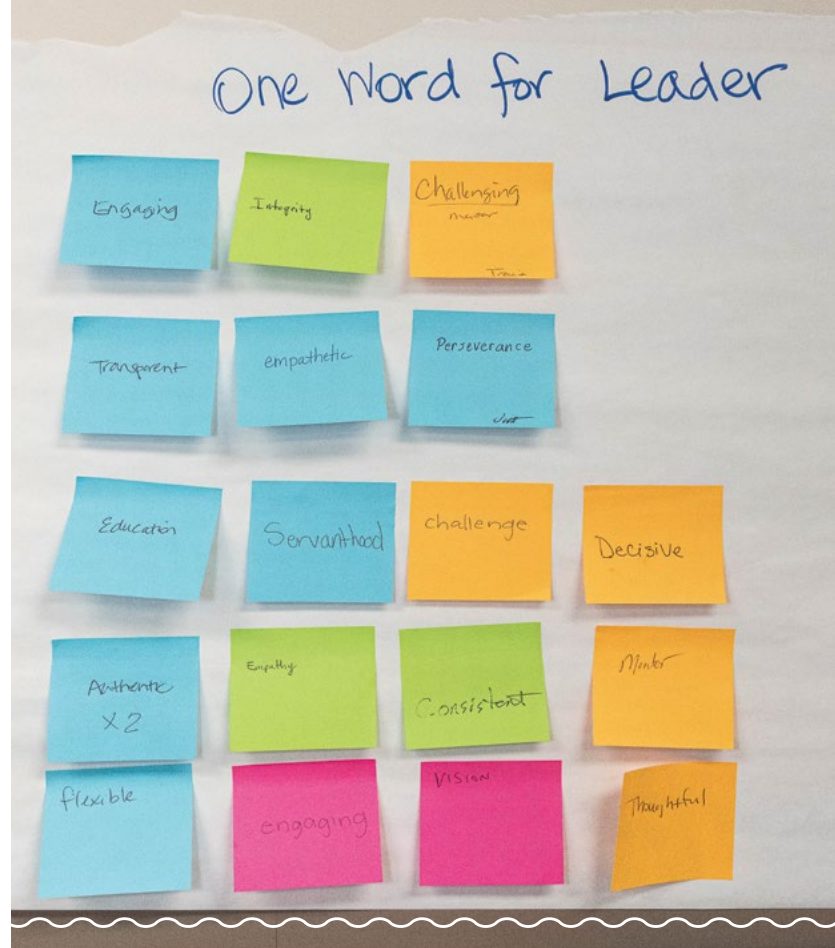 One Word for Leader
Engaging
Integrity
Challenging
Transparent
empathetic
Perseverance
Education
Servanthood
challenge
Decisive
Authentic
X2
Empathy
Consistent
flexible
engaging
VISION
Thoughtful